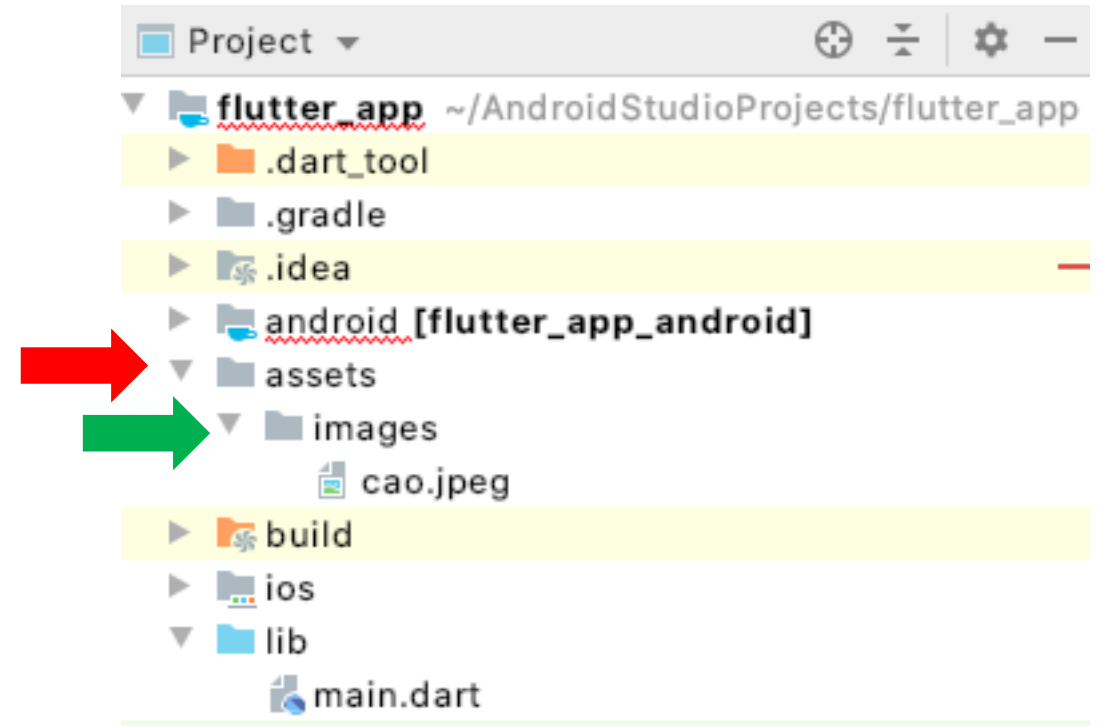 Project
flutter_app ~/AndroidStudioProjects/flutter_app
.dart_tool
.gradle
.idea
android [flutter_app_android]
assets
images
cao.jpeg
build
ios
lib
main.dart